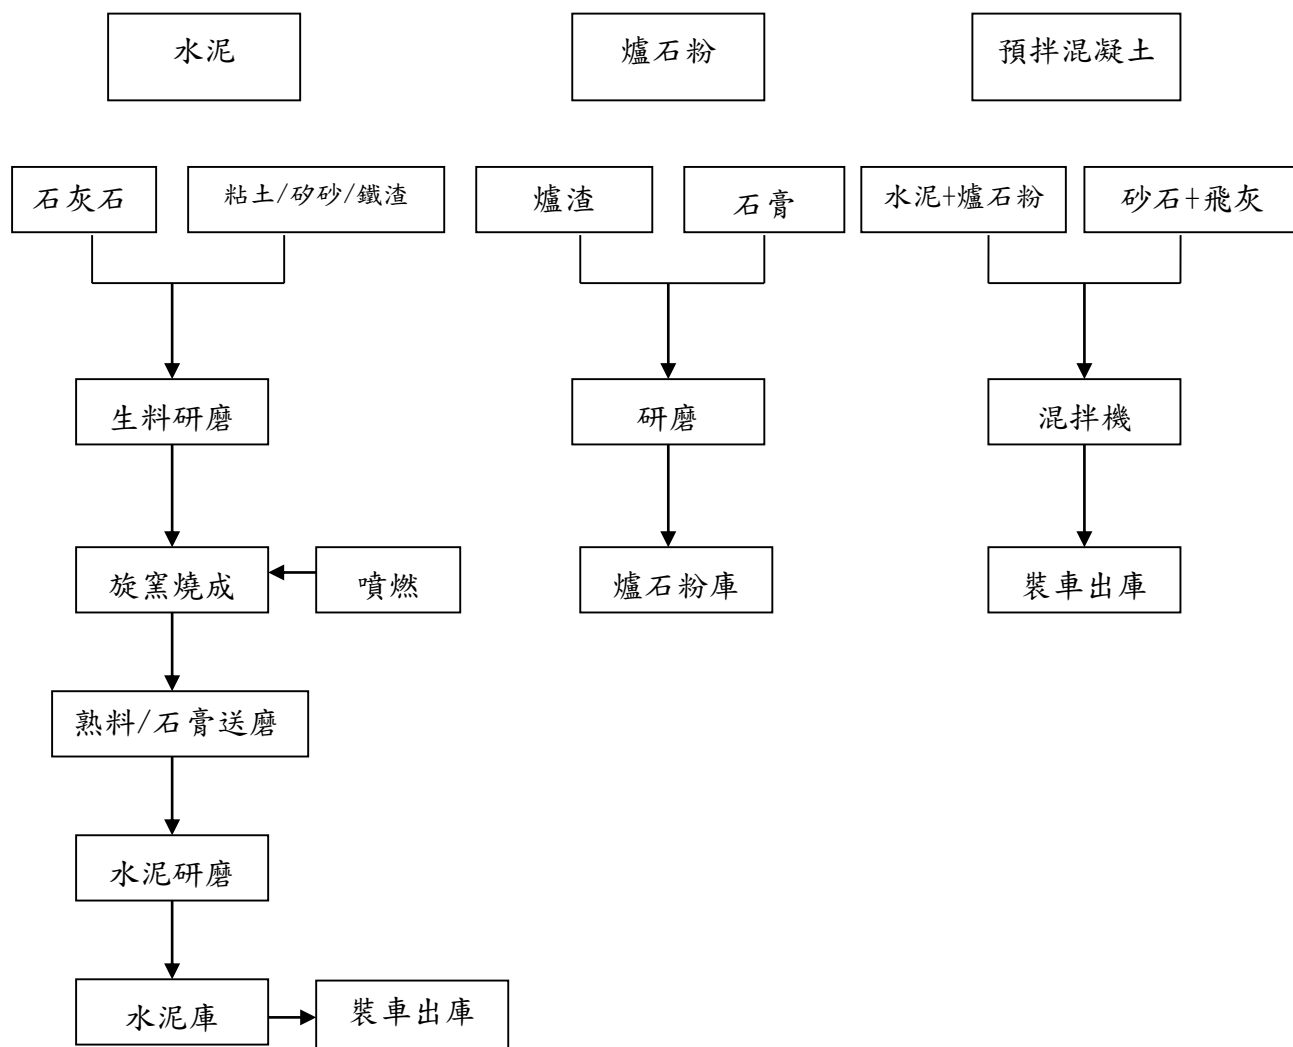 水泥
爐石粉
預拌混凝土
石灰石
粘土/矽砂/鐵渣
爐渣
石膏
水泥+爐石粉
砂石+飛灰
生料研磨
研磨
混拌機
旋窯燒成
噴燃
爐石粉庫
裝車出庫
熟料/石膏送磨
水泥研磨
水泥庫
裝車出庫